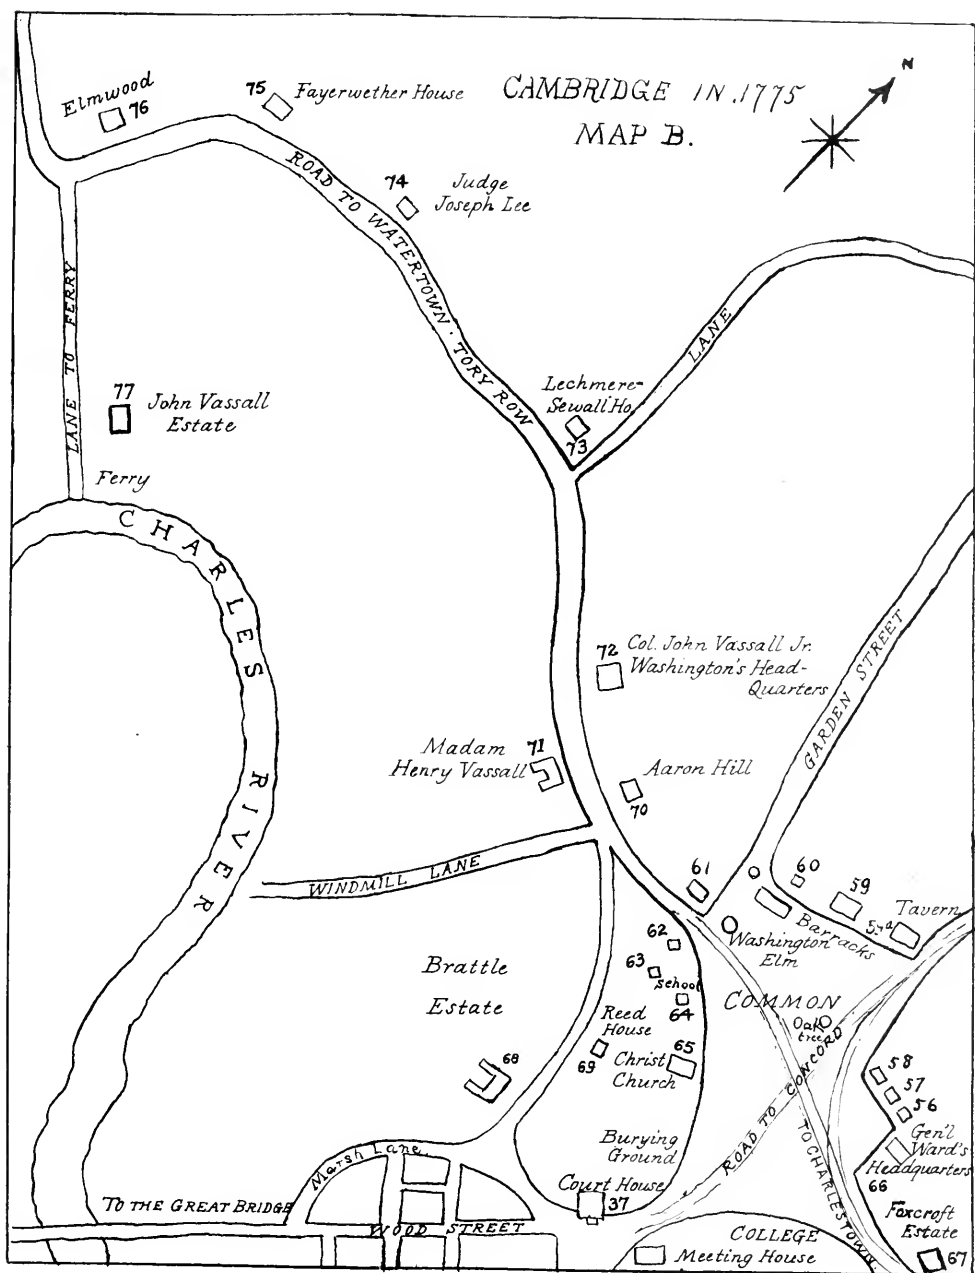 N
CAMBRIDGE IN 1775
MAP B.
Elmwood
76
75
Fayerwether House
74
Judge
Joseph Lee
ROAD TO WATERTOWN · TORY ROW
LANE TO FERRY
LANE
77
John Vassall
Estate
Ferry
Lechmere-
Sewall Ho.
73
CHARLES RIVER
GARDEN STREET
72
Col. John Vassall Jr.
Washington's Head-
Quarters
Madam
Henry Vassall
71
Aaron Hill
70
WINDMILL LANE
61
60
59
Tavern
Barracks
Washington
Elm
62
63
School
64
Brattle
Estate
COMMON
Oak
tree
Reed
House
69
65
Christ
Church
68
ROAD TO CONCORD
TO CHARLESTOWN
58
57
56
Gen'l
Ward's
Headquarters
66
Burying
Ground
Marsh Lane
Court House
37
TO THE GREAT BRIDGE
WOOD STREET
Foxcroft
Estate
67
COLLEGE
Meeting House